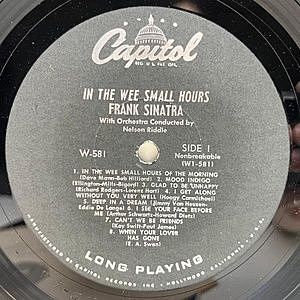 Capitol
REG. U.S. PAT. OFF.
IN THE WEE SMALL HOURS
FRANK SINATRA
With Orchestra Conducted by
Nelson Riddle
W-581
SIDE 1
Nonbreakable
(W1-581)
1. IN THE WEE SMALL HOURS OF THE MORNING
(Dave Mann-Bob Hilliard) 2. MOOD INDIGO
(Ellington-Mills-Bigard) 3. GLAD TO BE UNHAPPY
(Richard Rodgers-Lorenz Hart) 4. I GET ALONG
WITHOUT YOU VERY WELL (Hoagy Carmichael)
5. DEEP IN A DREAM (Jimmy Van Heusen-
Eddie De Lange) 6. I SEE YOUR FACE BEFORE
ME (Arthur Schwartz-Howard Dietz)
7. CAN'T WE BE FRIENDS
(Kay Swift-Paul James)
8. WHEN YOUR LOVER
HAS GONE
(E. A. Swan)
LONG PLAYING
CAPITOL RECORDS INC. HOLLYWOOD